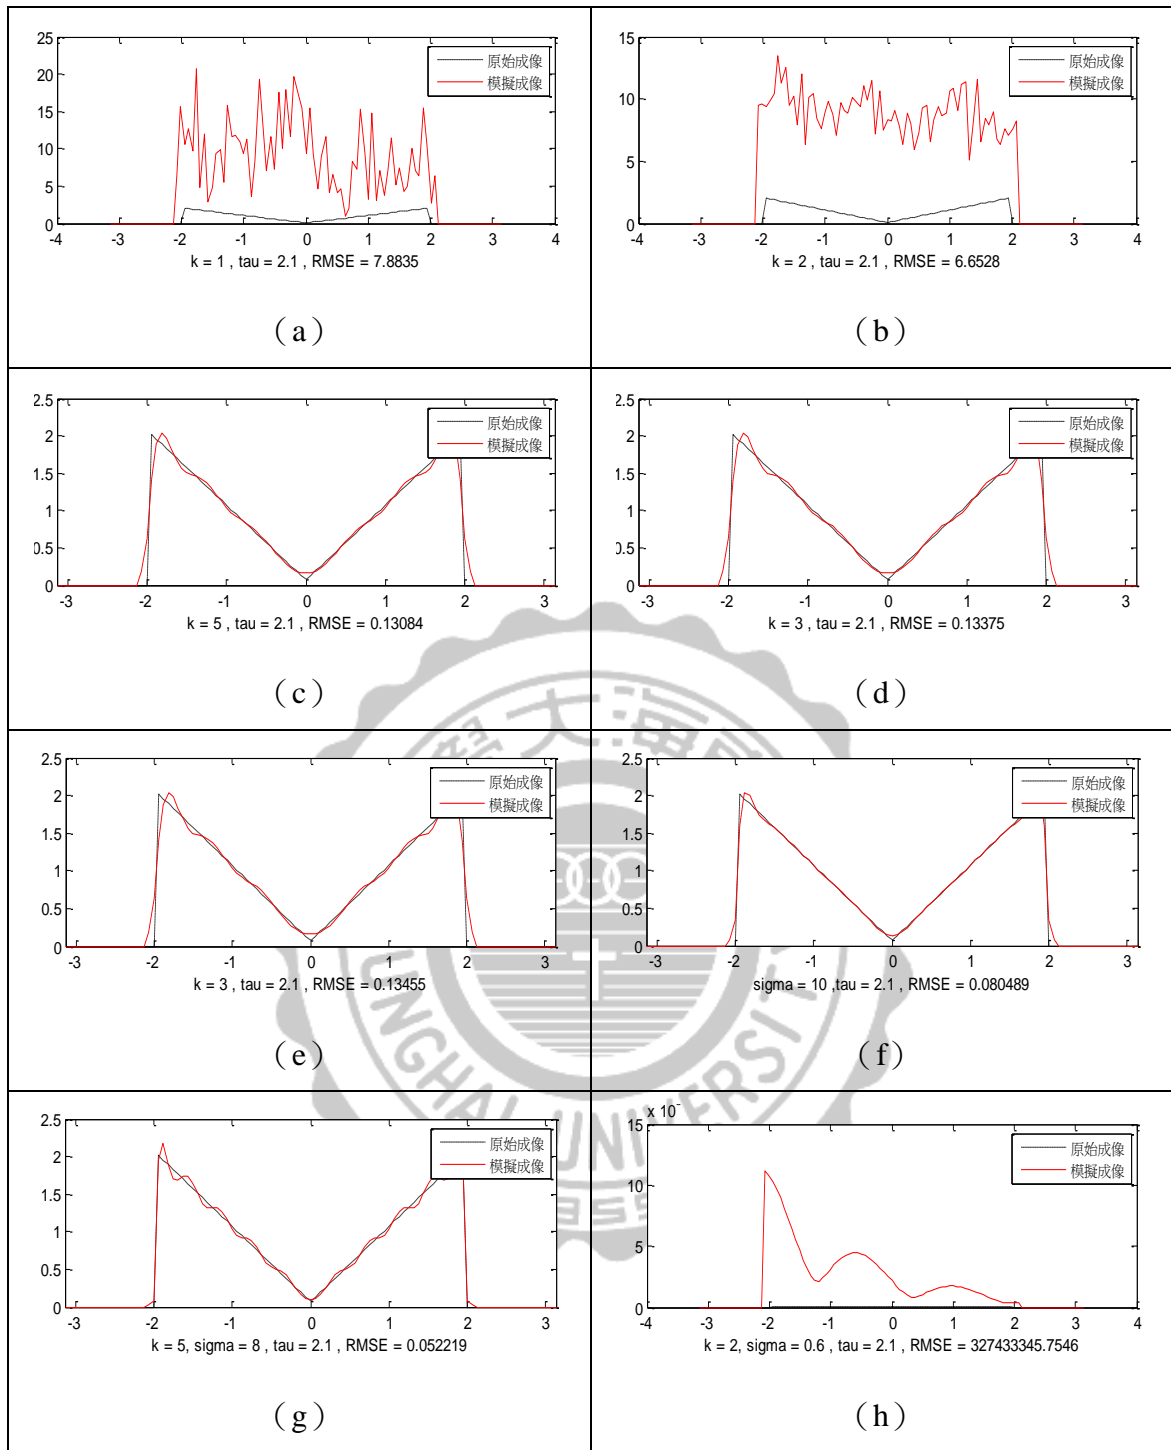 25
20
15
10
5
0
-4 -3 -2 -1 0 1 2 3 4
原始成像
模擬成像
k = 1 , tau = 2.1 , RMSE = 7.8835
(a)
15
10
5
0
-4 -3 -2 -1 0 1 2 3 4
原始成像
模擬成像
k = 2 , tau = 2.1 , RMSE = 6.6528
(b)
2.5
2
1.5
1
0.5
0
-3 -2 -1 0 1 2 3
原始成像
模擬成像
k = 5 , tau = 2.1 , RMSE = 0.13084
(c)
2.5
2
1.5
1
0.5
0
-3 -2 -1 0 1 2 3
原始成像
模擬成像
k = 3 , tau = 2.1 , RMSE = 0.13375
(d)
2.5
2
1.5
1
0.5
0
-3 -2 -1 0 1 2 3
原始成像
模擬成像
k = 3 , tau = 2.1 , RMSE = 0.13455
(e)
2.5
2
1.5
1
0.5
0
-3 -2 -1 0 1 2 3
原始成像
模擬成像
sigma = 10 ,tau = 2.1 , RMSE = 0.080489
(f)
2.5
2
1.5
1
0.5
0
-3 -2 -1 0 1 2 3
原始成像
模擬成像
k = 5, sigma = 8 , tau = 2.1 , RMSE = 0.052219
(g)
x 10-
15
10
5
0
-4 -3 -2 -1 0 1 2 3 4
原始成像
模擬成像
k = 2, sigma = 0.6 , tau = 2.1 , RMSE = 327433345.7546
(h)
大海
UNGHAI UNIVERSIT